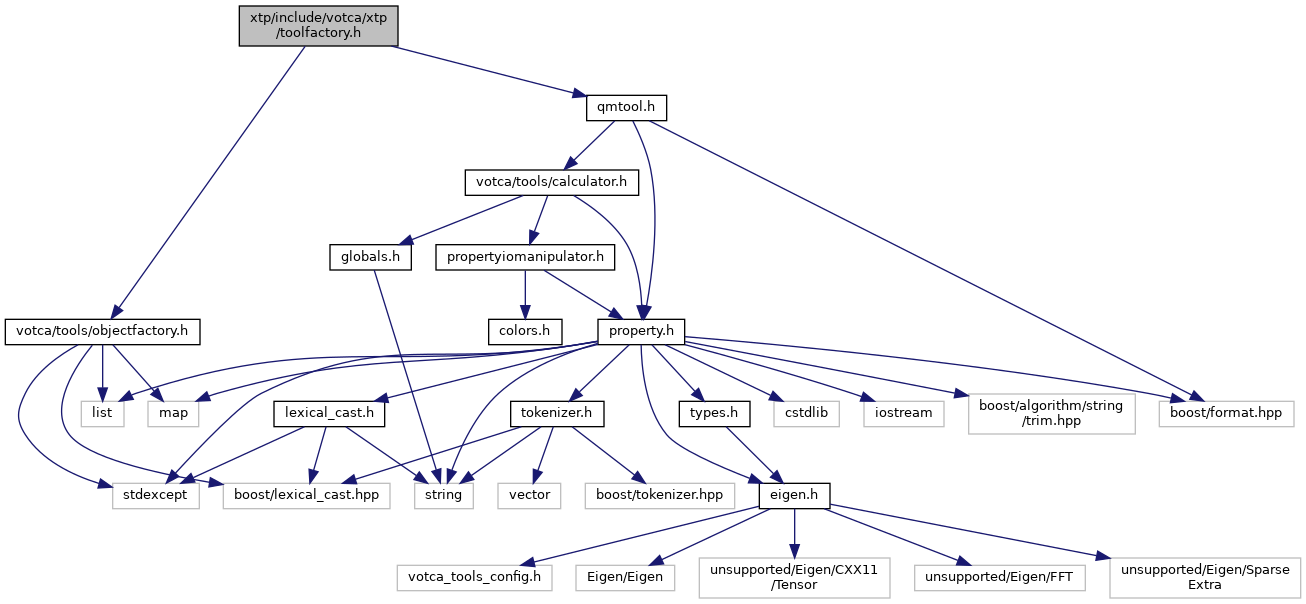 xtp/include/votca/xtp
/toolfactory.h
qmtool.h
votca/tools/calculator.h
globals.h
propertyiomanipulator.h
votca/tools/objectfactory.h
colors.h
property.h
list
map
lexical_cast.h
tokenizer.h
types.h
cstdlib
iostream
boost/algorithm/string
/trim.hpp
boost/format.hpp
stdexcept
boost/lexical_cast.hpp
string
vector
boost/tokenizer.hpp
eigen.h
votca_tools_config.h
Eigen/Eigen
unsupported/Eigen/CXX11
/Tensor
unsupported/Eigen/FFT
unsupported/Eigen/Sparse
Extra